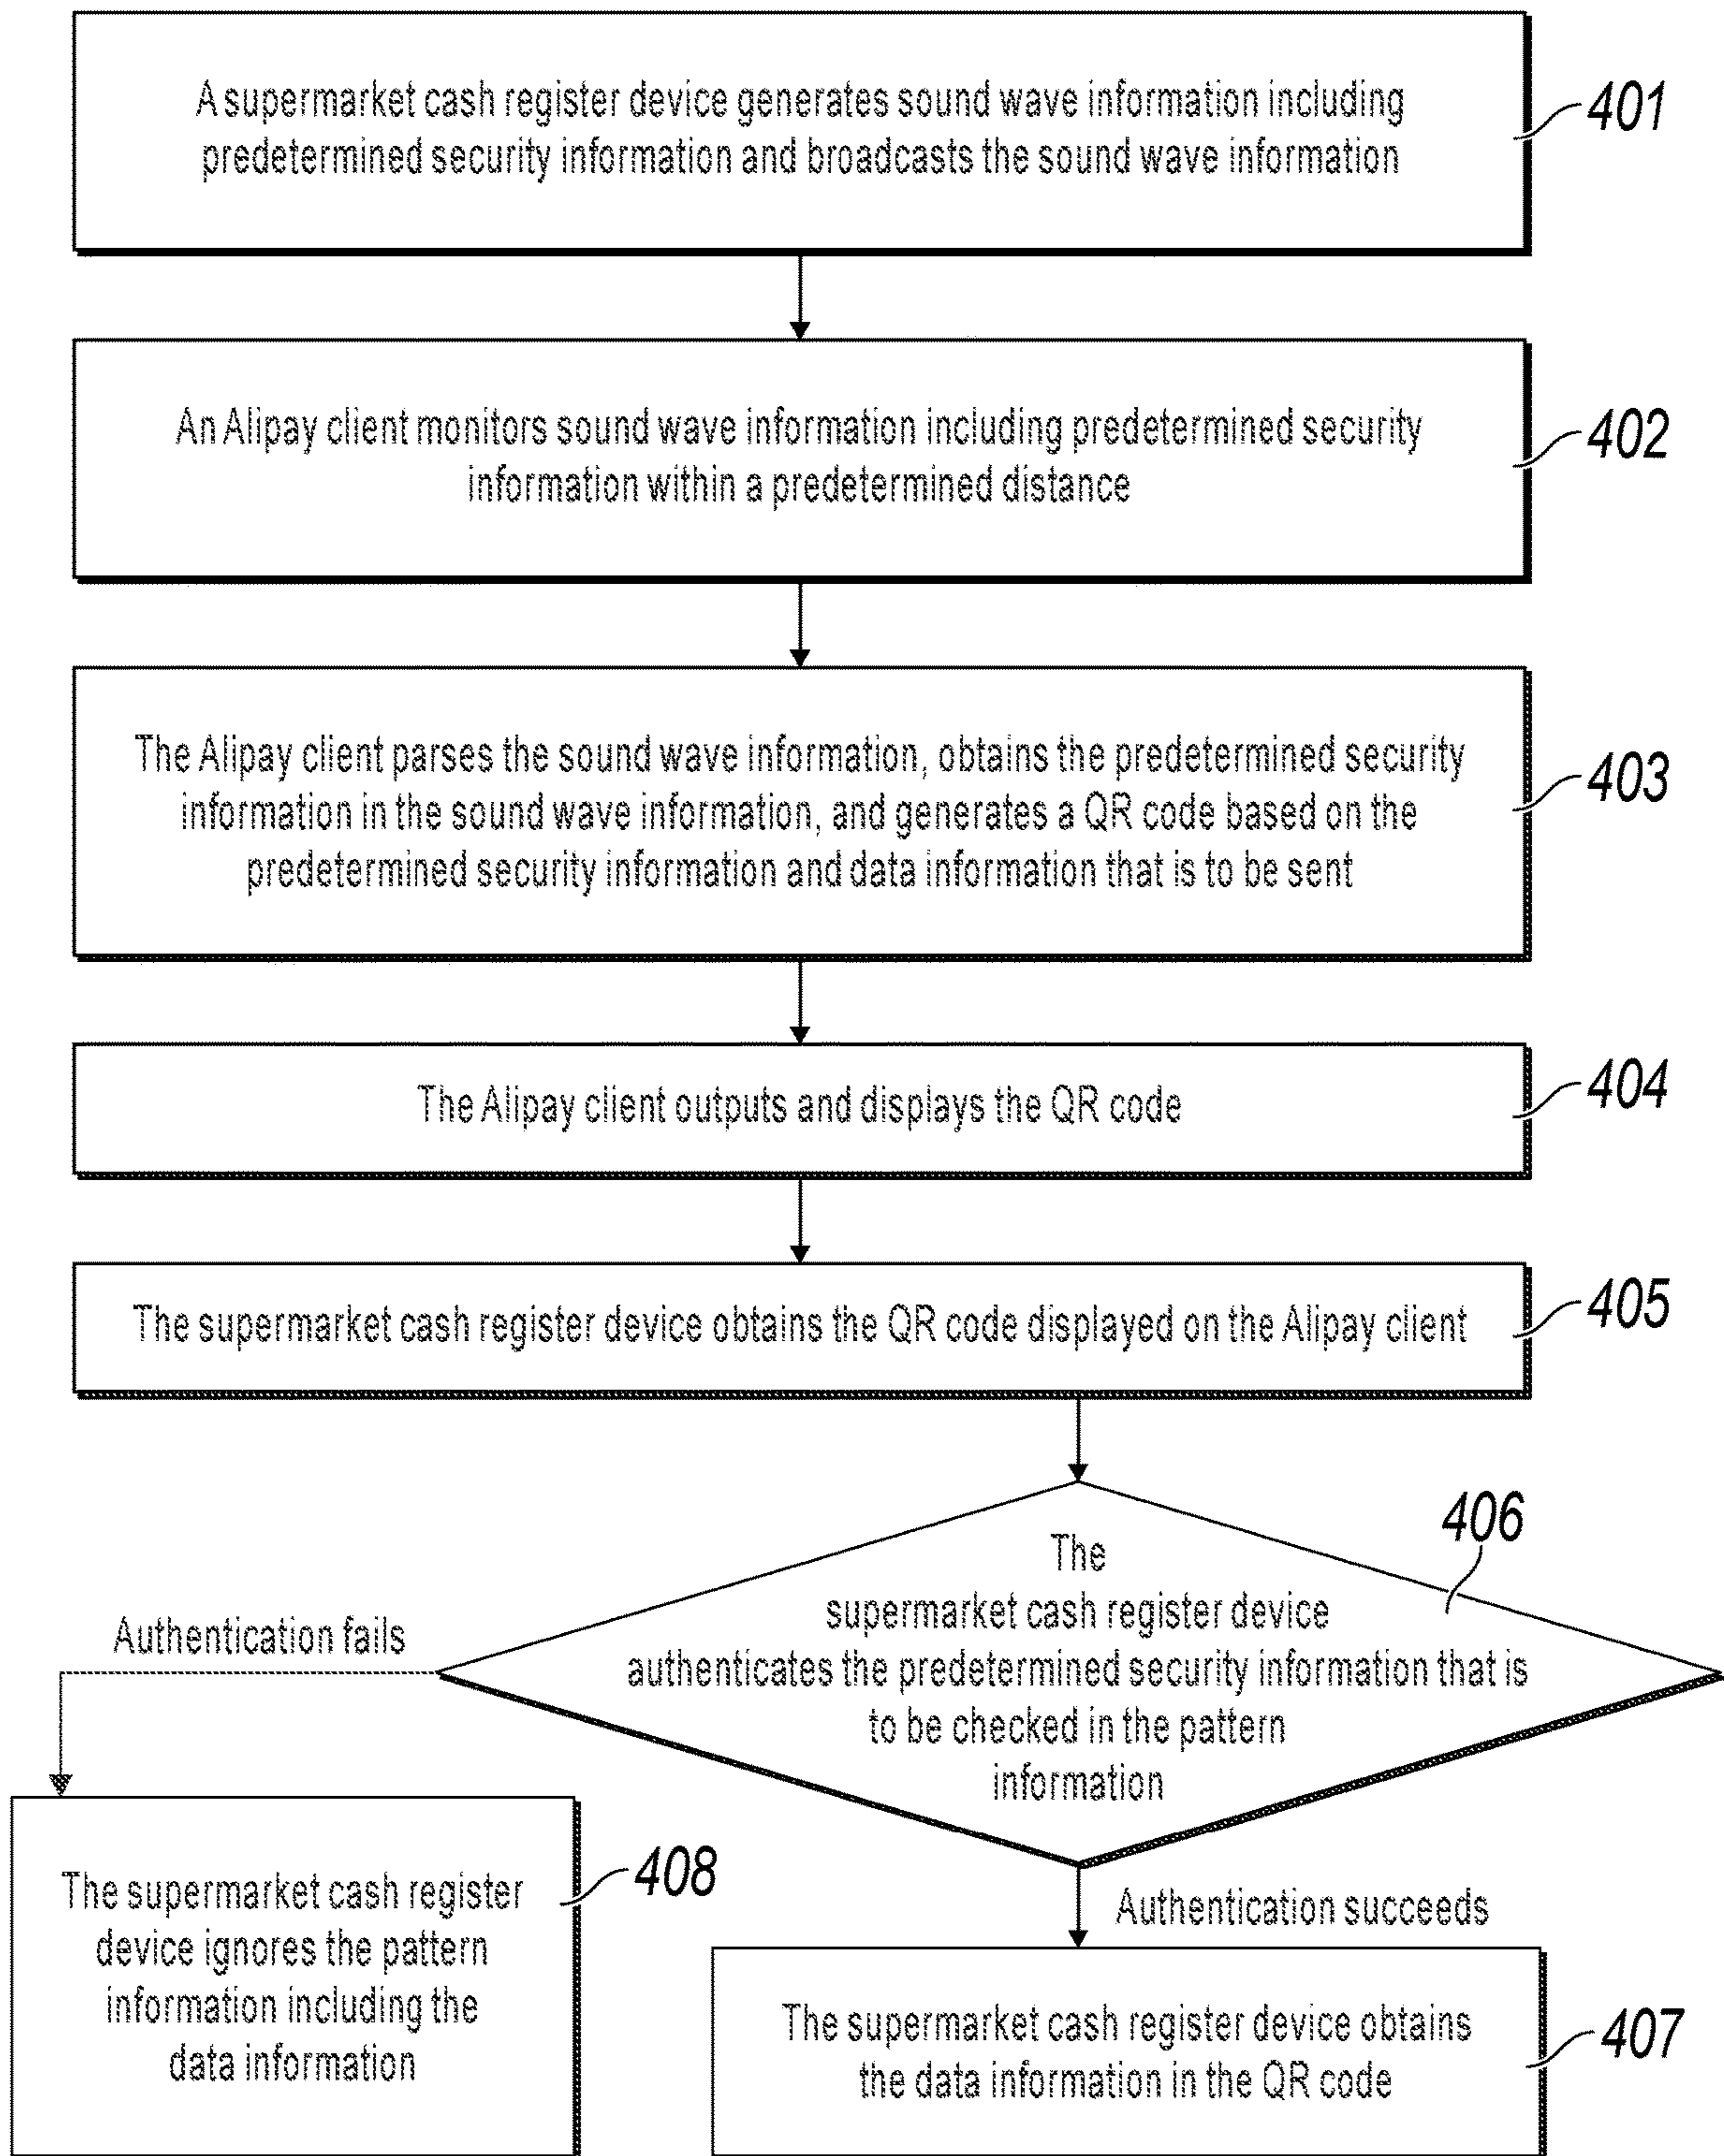 A supermarket cash register device generates sound wave information including
predetermined security information and broadcasts the sound wave information
401
An Alipay client monitors sound wave information including predetermined security
information within a predetermined distance
402
The Alipay client parses the sound wave information, obtains the predetermined security
information in the sound wave information, and generates a QR code based on the
predetermined security information and data information that is to be sent
403
The Alipay client outputs and displays the QR code
404
The supermarket cash register device obtains the QR code displayed on the Alipay client
405
406
The
supermarket cash register device
authenticates the predetermined security information that is
to be checked in the pattern
information
Authentication fails
The supermarket cash register
device ignores the pattern
information including the
data information
408
Authentication succeeds
The supermarket cash register device obtains
the data information in the QR code
407